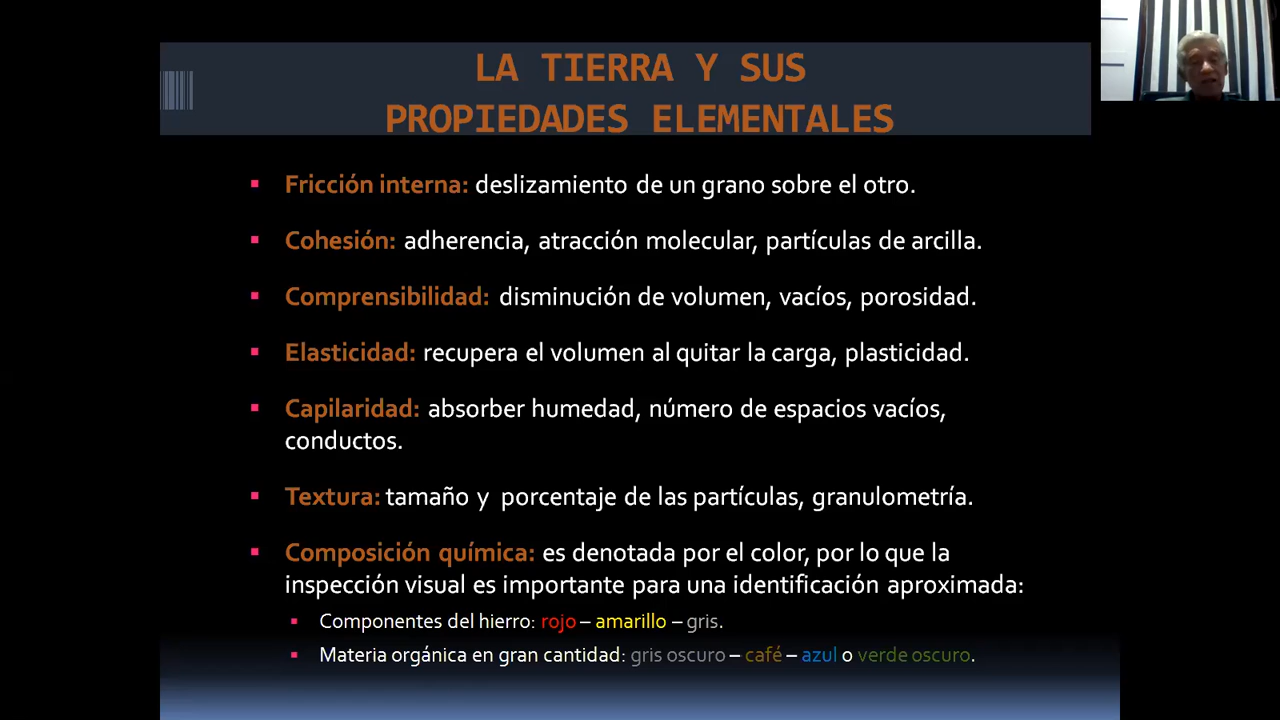 LA TIERRA Y SUS
PROPIEDADES ELEMENTALES
Fricción interna: deslizamiento de un grano sobre el otro.
Cohesión: adherencia, atracción molecular, partículas de arcilla.
Comprensibilidad: disminución de volumen, vacíos, porosidad.
Elasticidad: recupera el volumen al quitar la carga, plasticidad.
Capilaridad: absorber humedad, número de espacios vacíos,
conductos.
Textura: tamaño y porcentaje de las partículas, granulometría.
Composición química: es denotada por el color, por lo que la
inspección visual es importante para una identificación aproximada:
Componentes del hierro: rojo – amarillo – gris.
Materia orgánica en gran cantidad: gris oscuro – café – azul o verde oscuro.